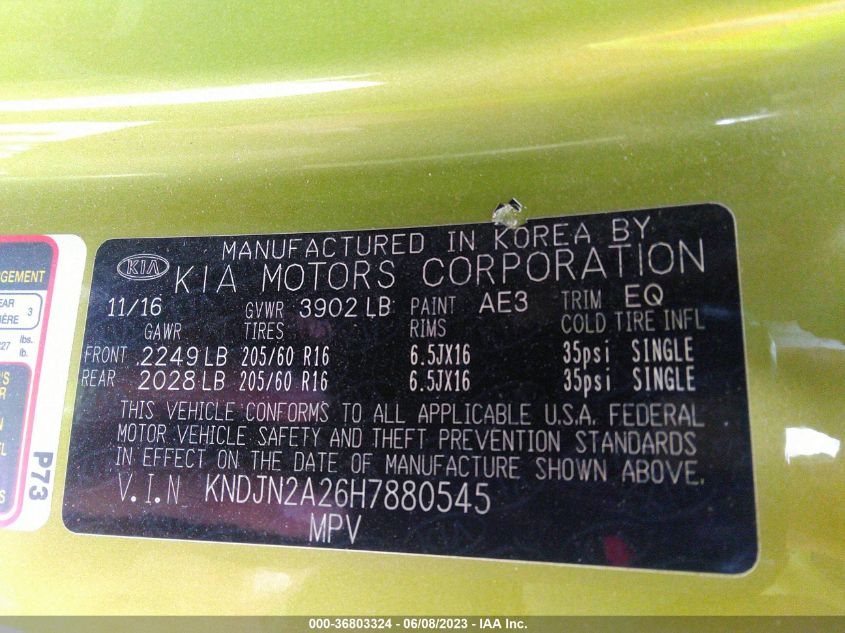 MANUFACTURED IN KOREA BY
KIA KIA MOTORS CORPORATION
11/16 GVWR 3902 LB PAINT AE3 TRIM EQ
GAWR TIRES RIMS COLD TIRE INFL
FRONT 2249 LB 205/60 R16 6.5JX16 35psi SINGLE
REAR 2028 LB 205/60 R16 6.5JX16 35psi SINGLE
THIS VEHICLE CONFORMS TO ALL APPLICABLE U.S.A. FEDERAL
MOTOR VEHICLE SAFETY AND THEFT PREVENTION STANDARDS
IN EFFECT ON THE DATE OF MANUFACTURE SHOWN ABOVE.
V.I.N KNDJN2A26H7880545
MPV
3
lbs.
lb.
P73
000-36803324 - 06/08/2023 - IAA Inc.